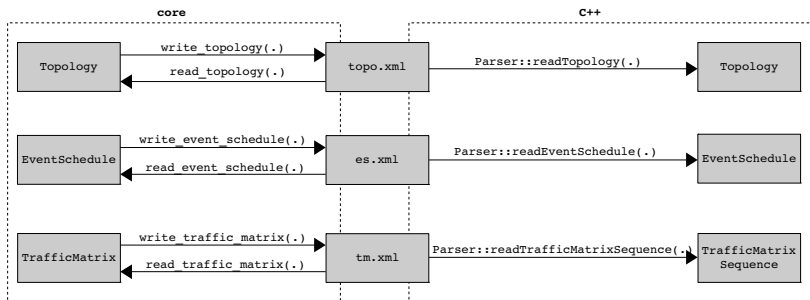 core
C++
write_topology(.)
Topology
read_topology(.)
topo.xml
Parser::readTopology(.)
Topology
write_event_schedule(.)
EventSchedule
read_event_schedule(.)
es.xml
Parser::readEventSchedule(.)
EventSchedule
write_traffic_matrix(.)
TrafficMatrix
read_traffic_matrix(.)
tm.xml
Parser::readTrafficMatrixSequence(.)
TrafficMatrix
Sequence